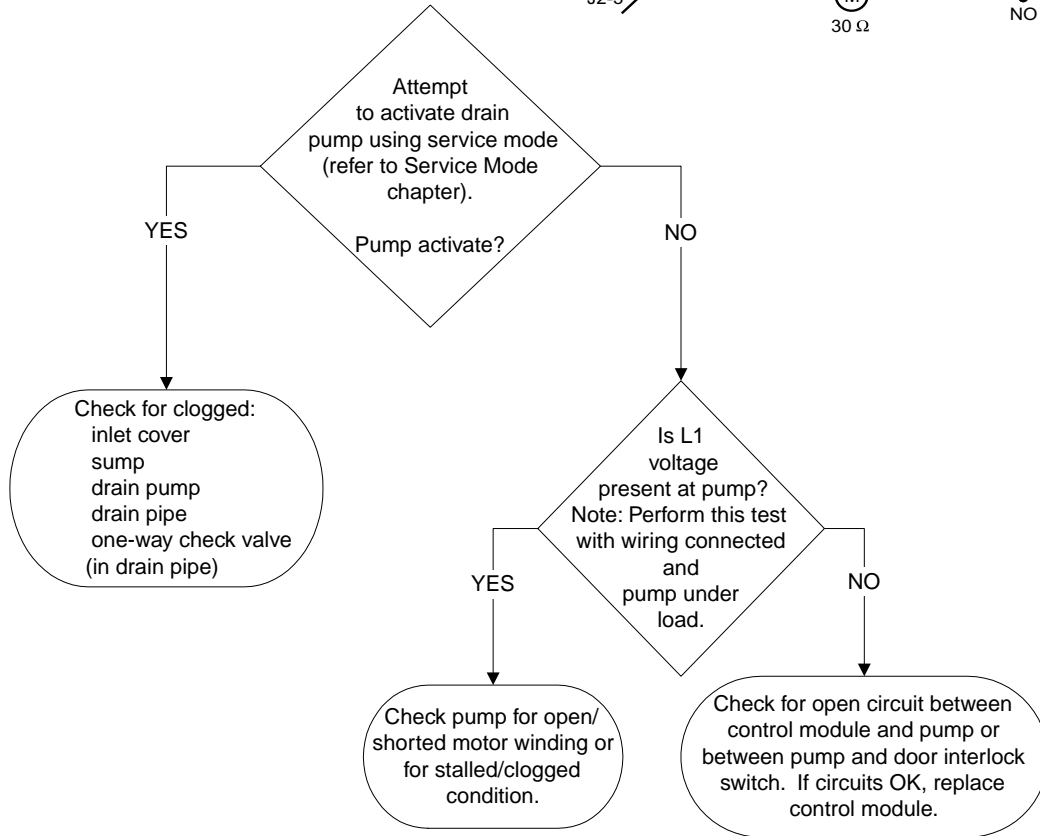 J2-3
M
30 Ω
NO
Attempt
to activate drain
pump using service mode
(refer to Service Mode
chapter).
Pump activate?
YES
NO
Check for clogged:
inlet cover
sump
drain pump
drain pipe
one-way check valve
(in drain pipe)
Is L1
voltage
present at pump?
Note: Perform this test
with wiring connected
and
pump under
load.
YES
NO
Check pump for open/
shorted motor winding or
for stalled/clogged
condition.
Check for open circuit between
control module and pump or
between pump and door interlock
switch. If circuits OK, replace
control module.